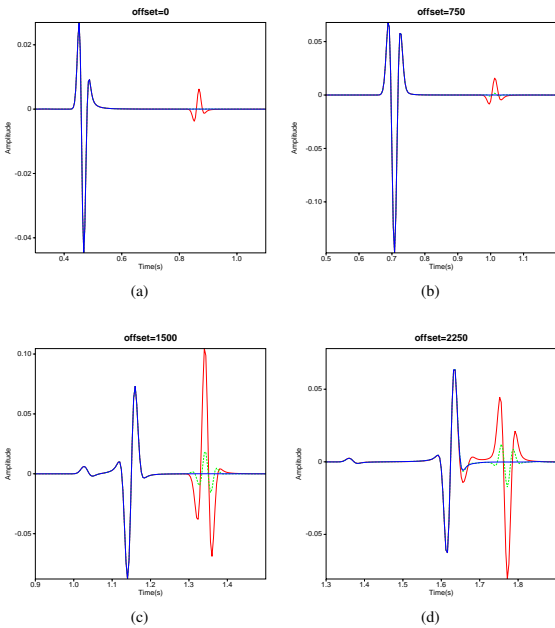 offset=0
0.02
0
-0.02
-0.04
Amplitude
0.4 0.6 0.8 1.0
Time(s)
(a)
offset=750
0.05
0
-0.05
-0.10
Amplitude
0.5 0.6 0.7 0.8 0.9 1.0 1.1
Time(s)
(b)
offset=1500
0.10
0.05
0
-0.05
Amplitude
0.9 1.0 1.1 1.2 1.3 1.4
Time(s)
(c)
offset=2250
0.05
0
-0.05
Amplitude
1.3 1.4 1.5 1.6 1.7 1.8
Time(s)
(d)